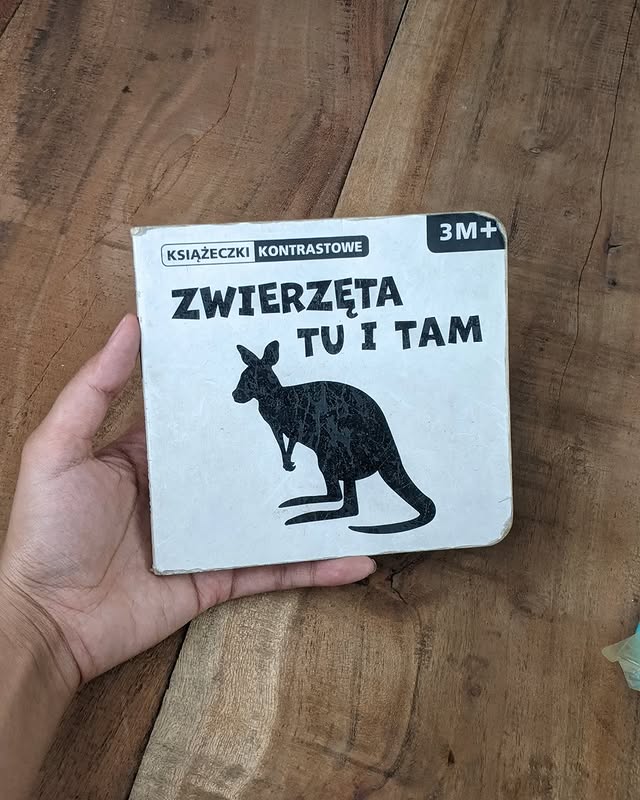 KSIĄŻECZKI KONTRASTOWE
3M+
ZWIERZĘTA
TU I TAM